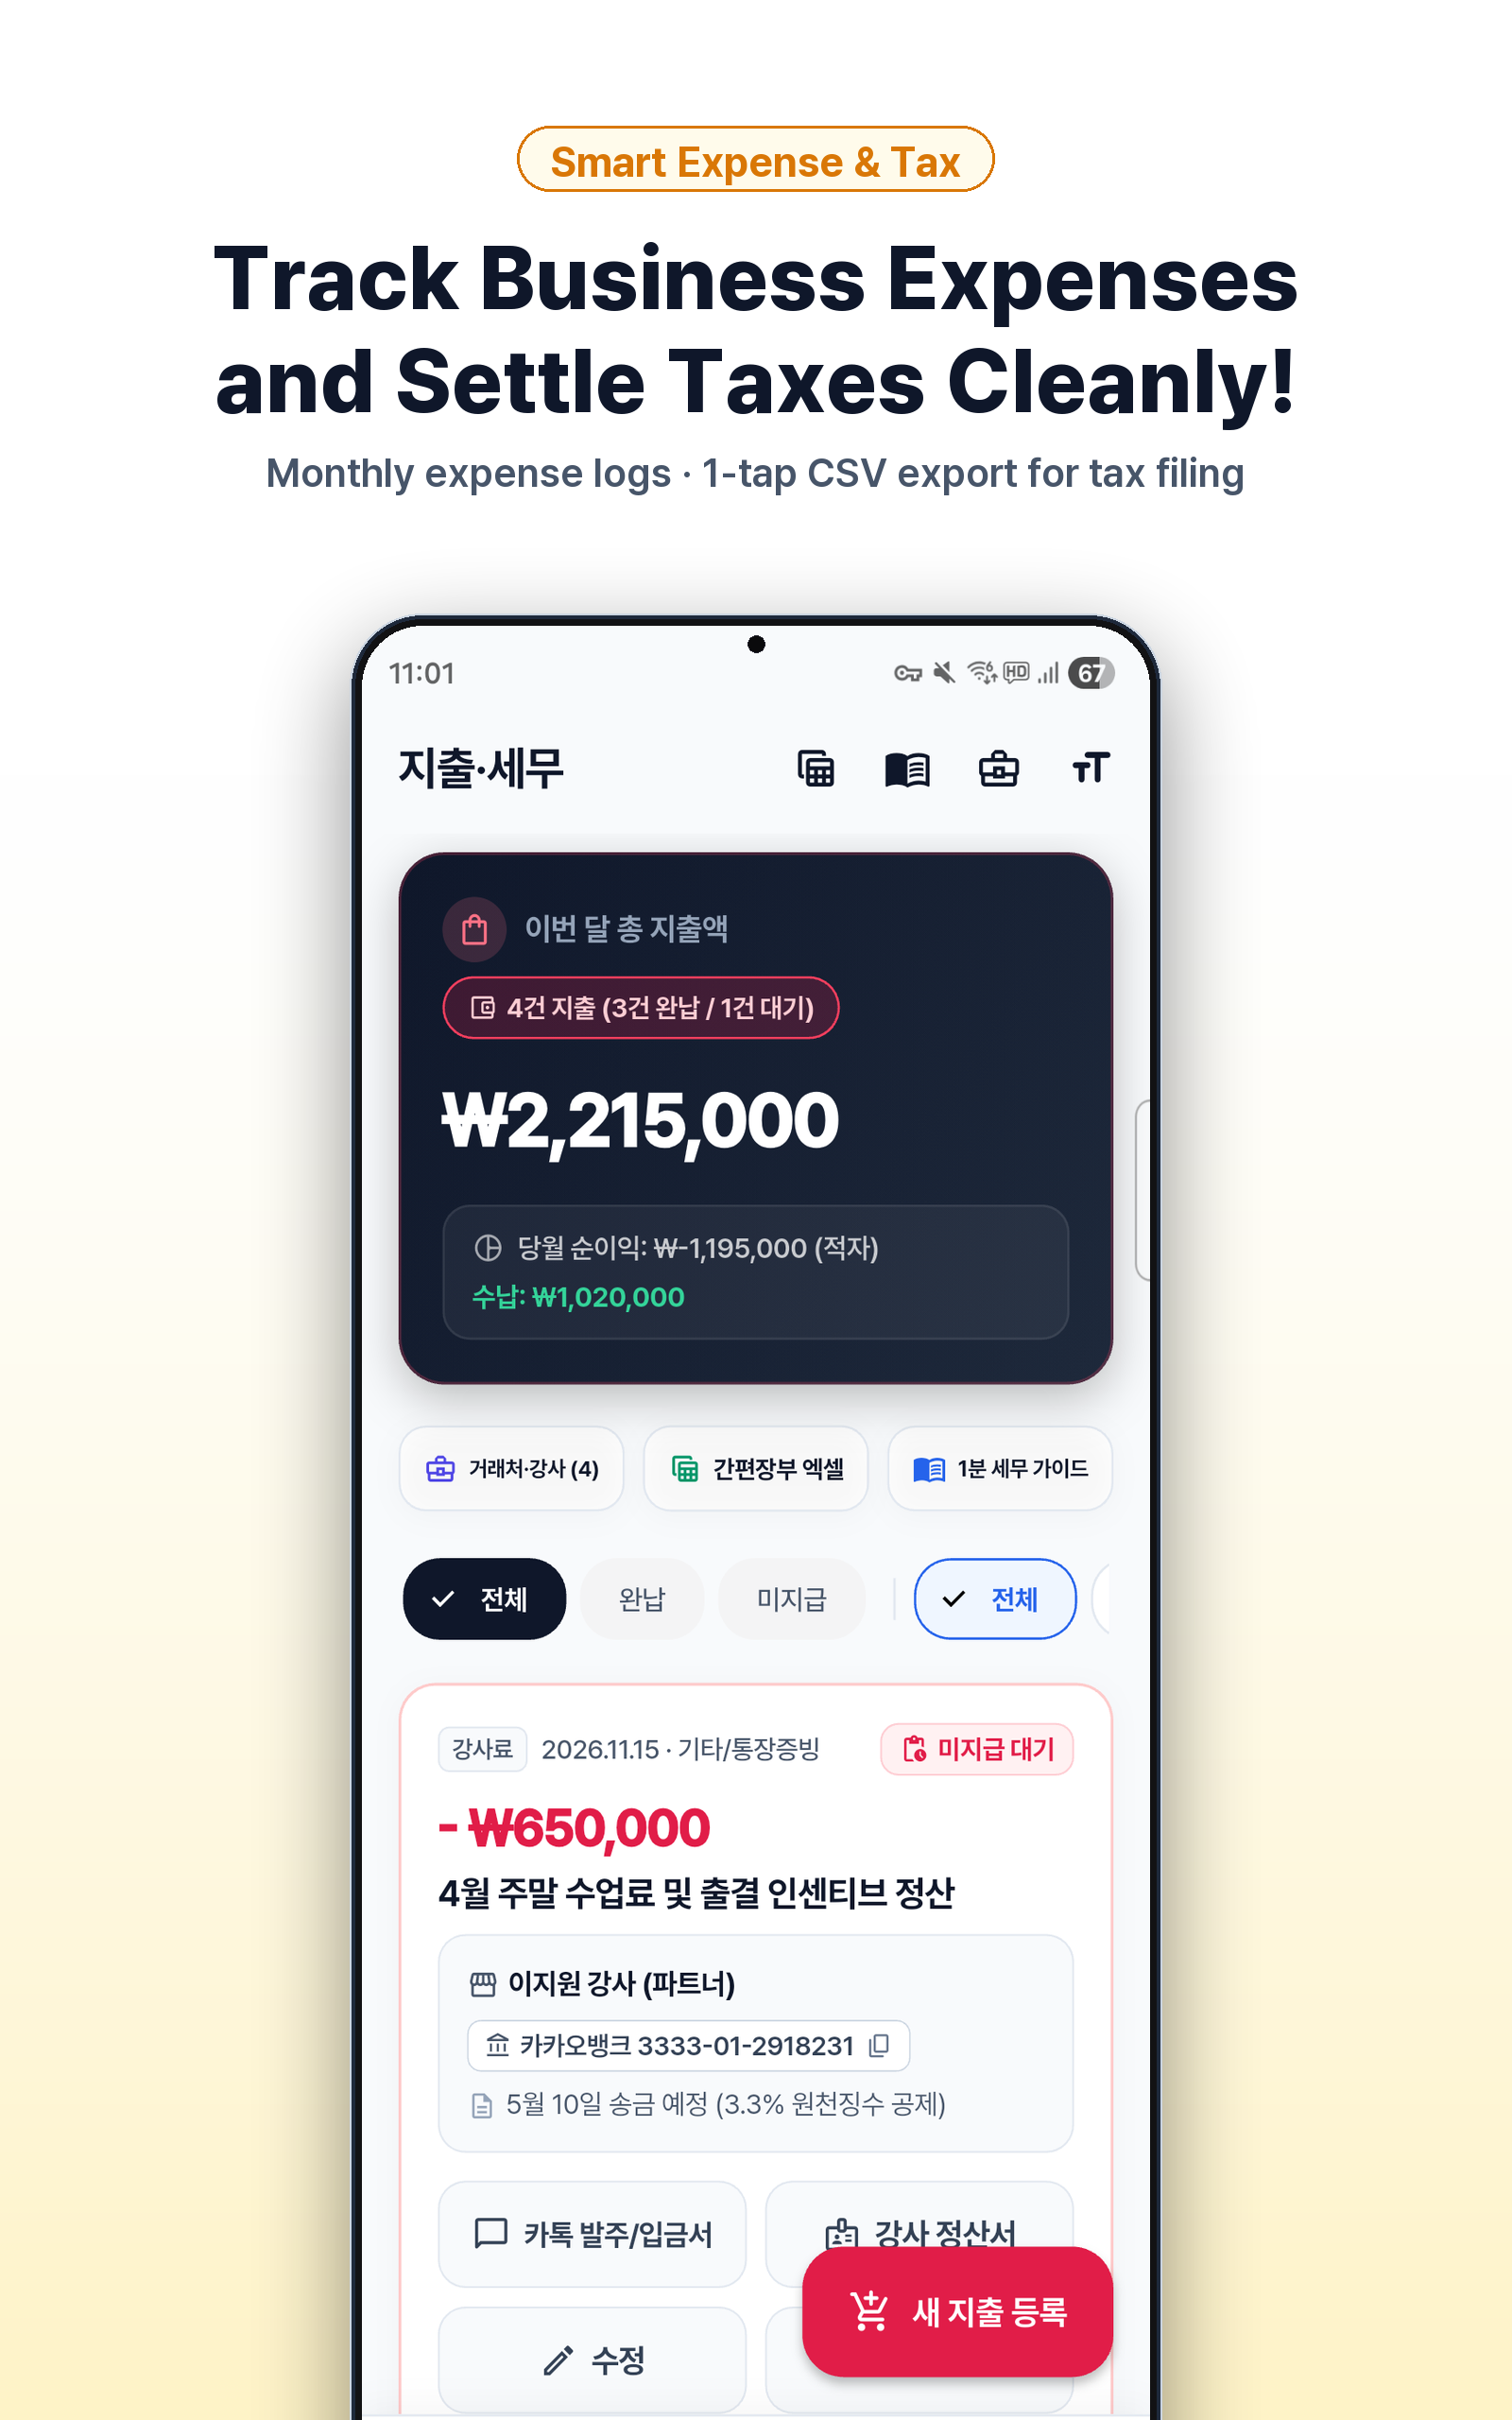 Smart Expense & Tax
Track Business Expenses
and Settle Taxes Cleanly!
Monthly expense logs · 1-tap CSV export for tax filing
11:01
HD
67
지출·세무
이번 달 총 지출액
4건 지출 (3건 완납 / 1건 대기)
₩2,215,000
당월 순이익: ₩-1,195,000 (적자)
수납: ₩1,020,000
거래처·강사 (4)
간편장부 엑셀
1분 세무 가이드
전체
완납
미지급
전체
강사료
2026.11.15 · 기타/통장증빙
미지급 대기
- ₩650,000
4월 주말 수업료 및 출결 인센티브 정산
이지원 강사 (파트너)
카카오뱅크 3333-01-2918231
5월 10일 송금 예정 (3.3% 원천징수 공제)
카톡 발주/입금서
강사 정산서
새 지출 등록
수정